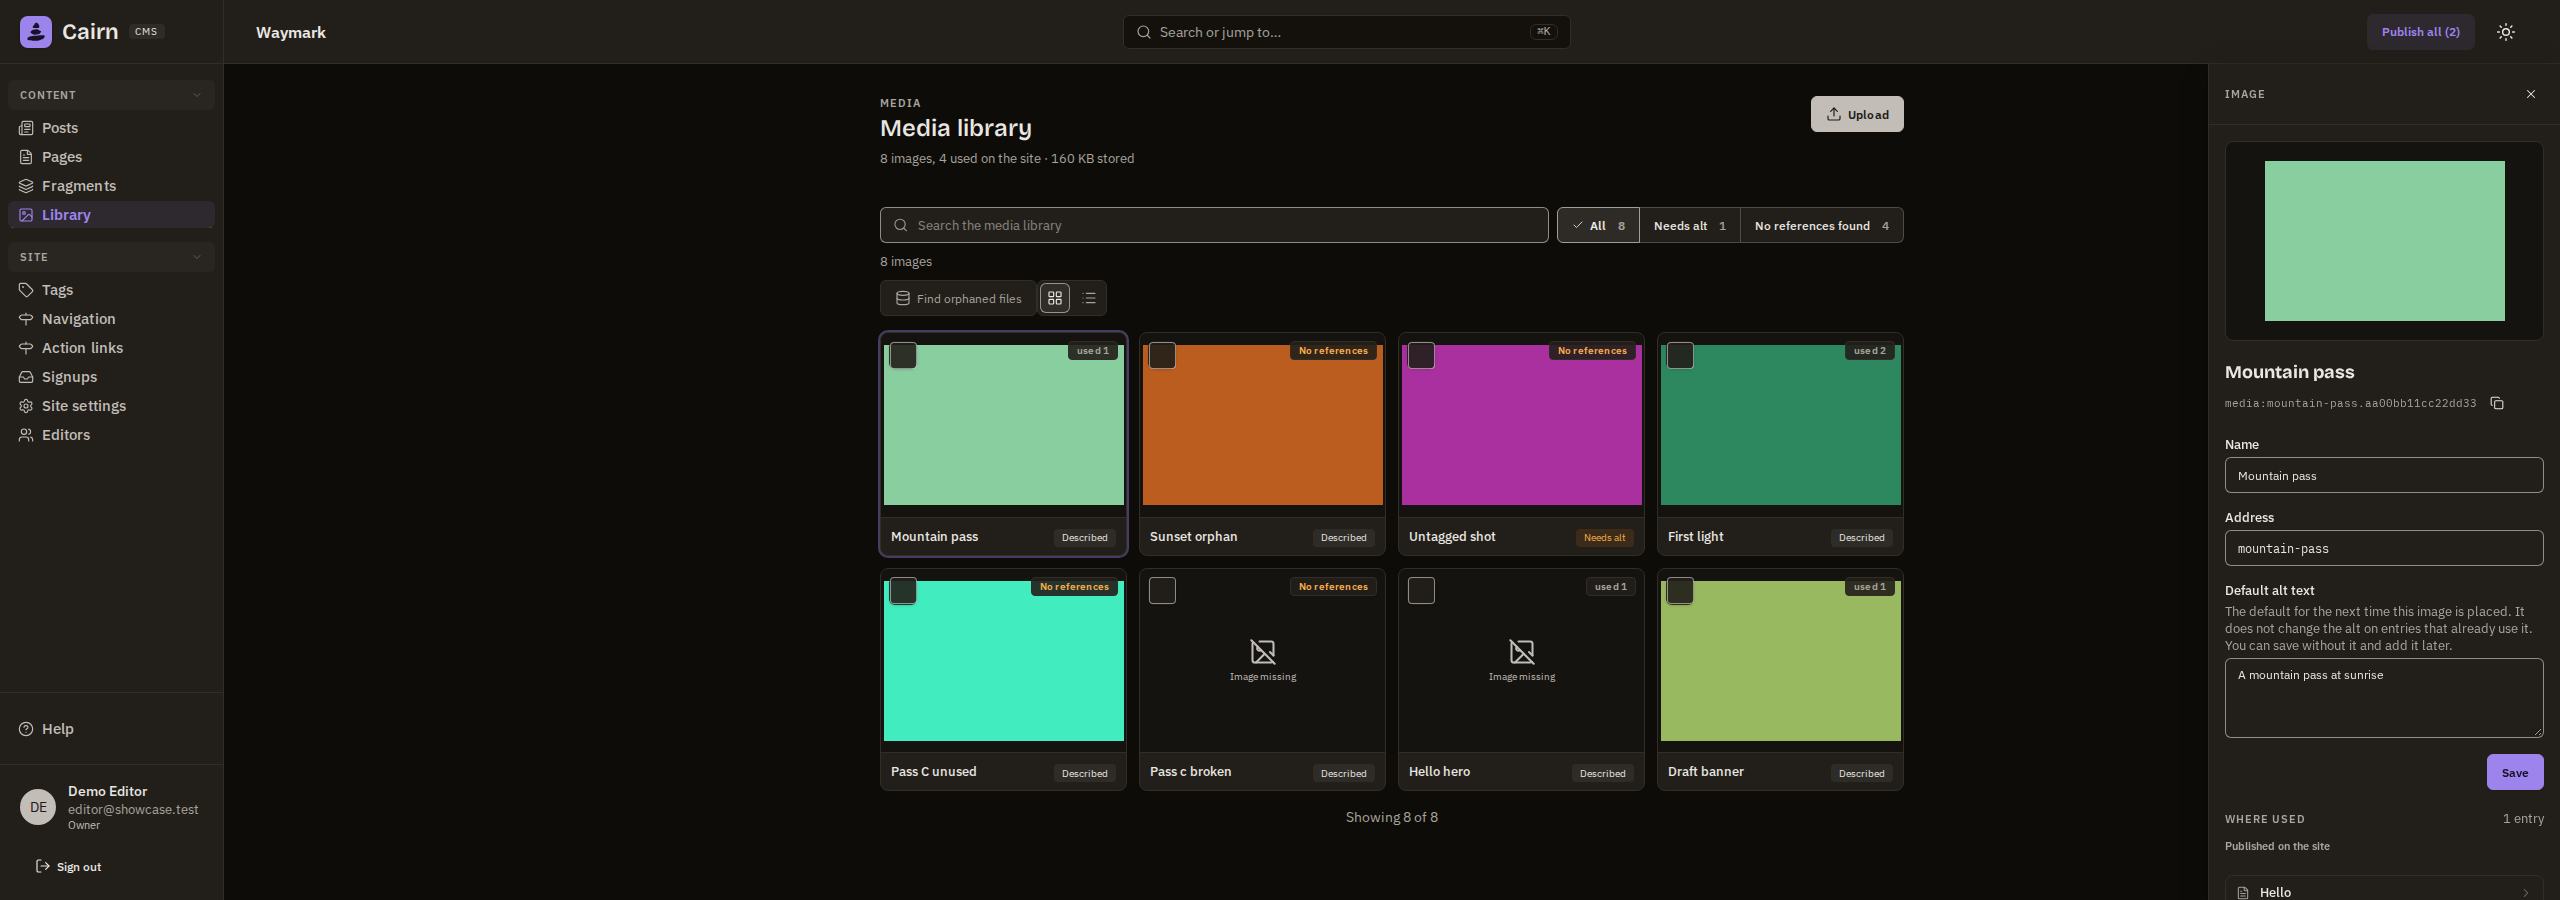 Cairn CMS
Waymark
Search or jump to... ⌘K
Publish all (2)
CONTENT
Posts
Pages
Fragments
Library
SITE
Tags
Navigation
Action links
Signups
Site settings
Editors
Help
DE
Demo Editor
editor@showcase.test
Owner
Sign out
MEDIA
Media library
8 images, 4 used on the site · 160 KB stored
Upload
Search the media library
All 8
Needs alt 1
No references found 4
8 images
Find orphaned files
used 1
Mountain pass Described
No references
Sunset orphan Described
No references
Untagged shot Needs alt
used 2
First light Described
No references
Pass C unused Described
No references
Image missing
Pass c broken Described
used 1
Image missing
Hello hero Described
used 1
Draft banner Described
Showing 8 of 8
IMAGE
Mountain pass
media:mountain-pass.aa00bb11cc22dd33
Name
Mountain pass
Address
mountain-pass
Default alt text
The default for the next time this image is placed. It
does not change the alt on entries that already use it.
You can save without it and add it later.
A mountain pass at sunrise
Save
WHERE USED 1 entry
Published on the site
Hello